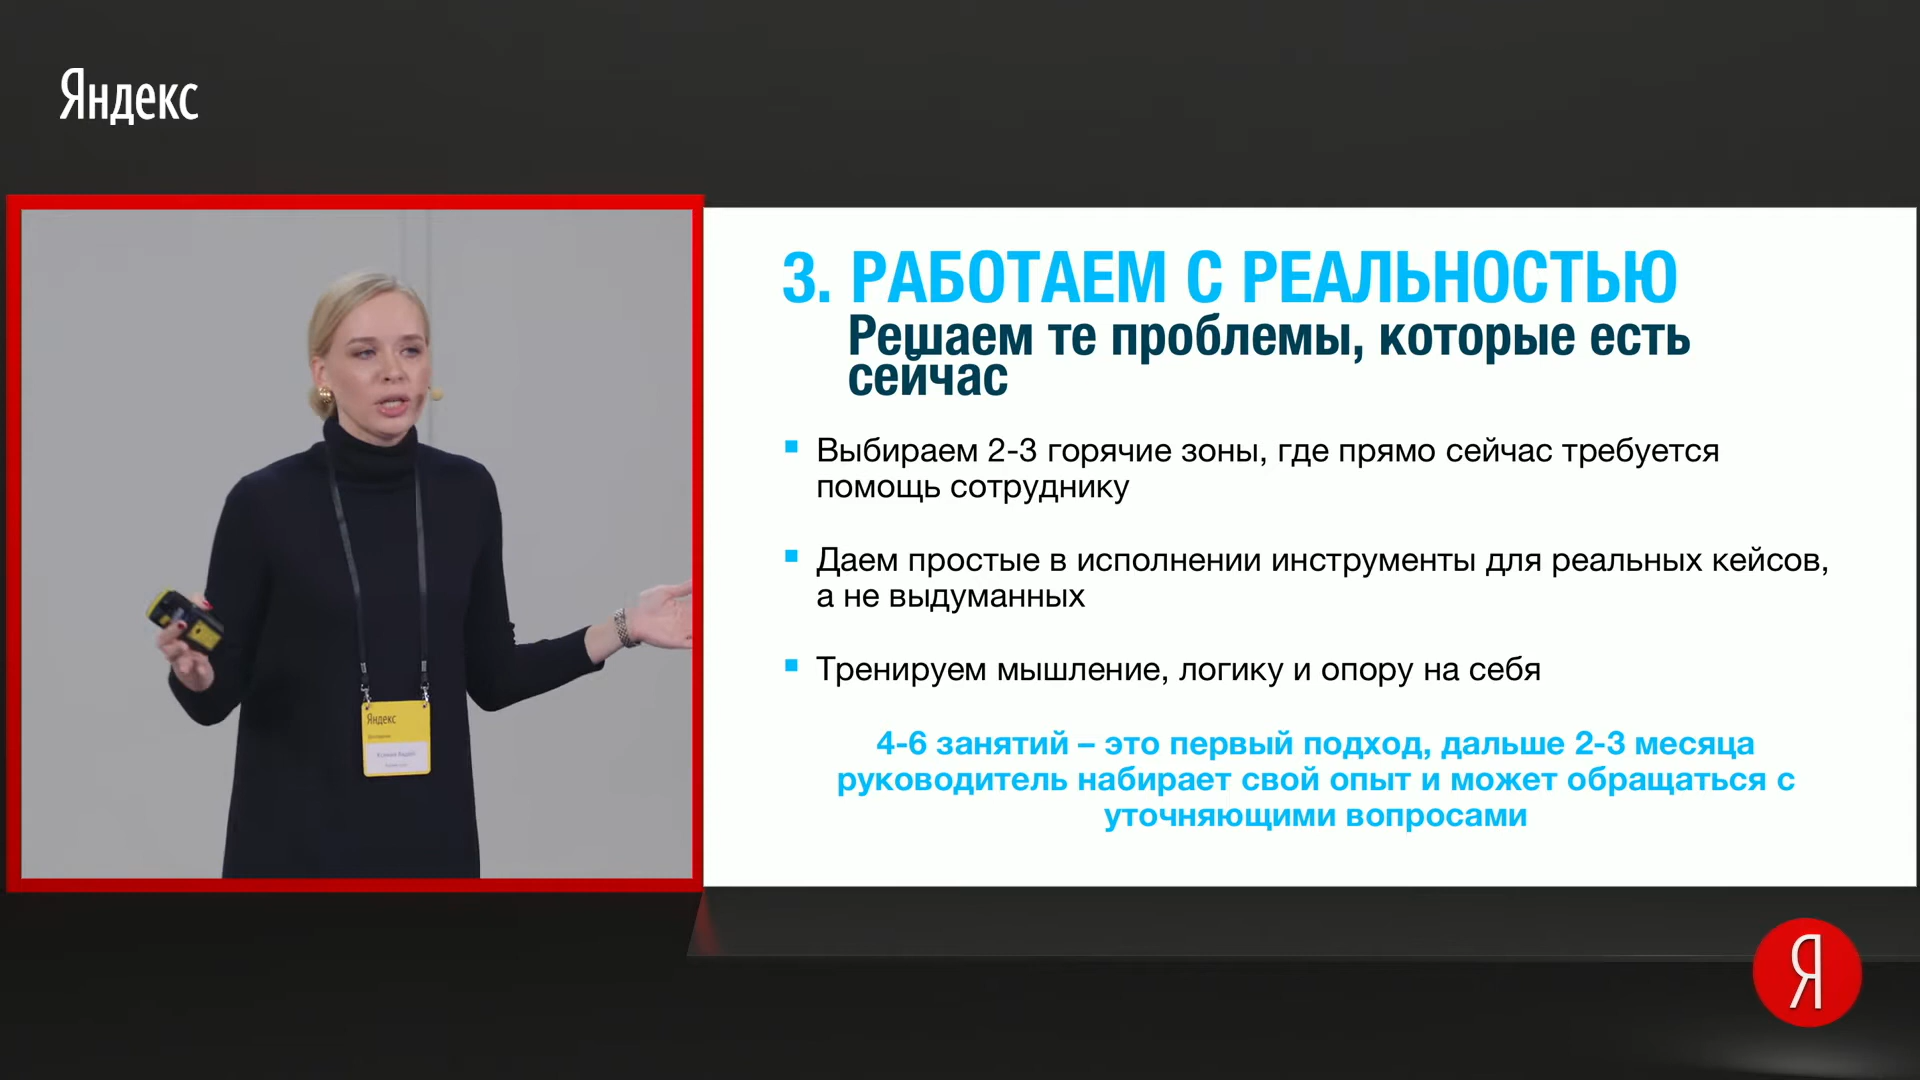 Яндекс
3. РАБОТАЕМ С РЕАЛЬНОСТЬЮ
Решаем те проблемы, которые есть
сейчас
Выбираем 2-3 горячие зоны, где прямо сейчас требуется
помощь сотруднику
Даем простые в исполнении инструменты для реальных кейсов,
а не выдуманных
Тренируем мышление, логику и опору на себя
4-6 занятий – это первый подход, дальше 2-3 месяца
руководитель набирает свой опыт и может обращаться с
уточняющими вопросами
Яндекс
Я